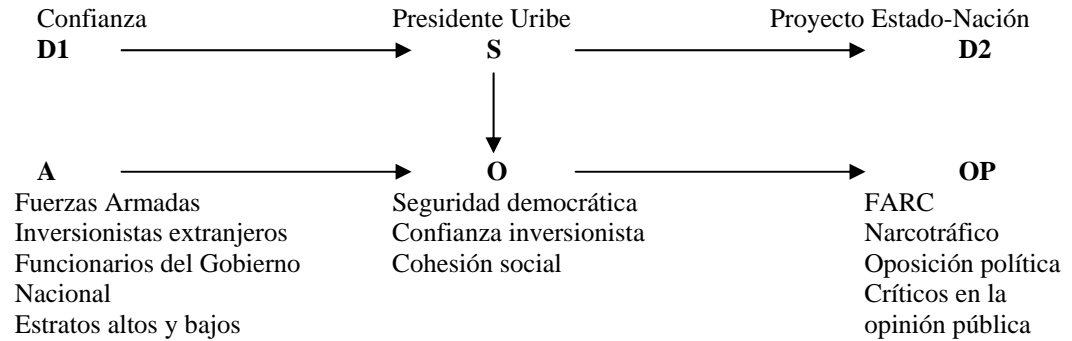 Confianza Presidente Uribe Proyecto Estado-Nación
D1 S D2
A O OP
Fuerzas Armadas Seguridad democrática FARC
Inversionistas extranjeros Confianza inversionista Narcotráfico
Funcionarios del Gobierno Cohesión social Oposición política
Nacional Críticos en la
Estratos altos y bajos opinión pública